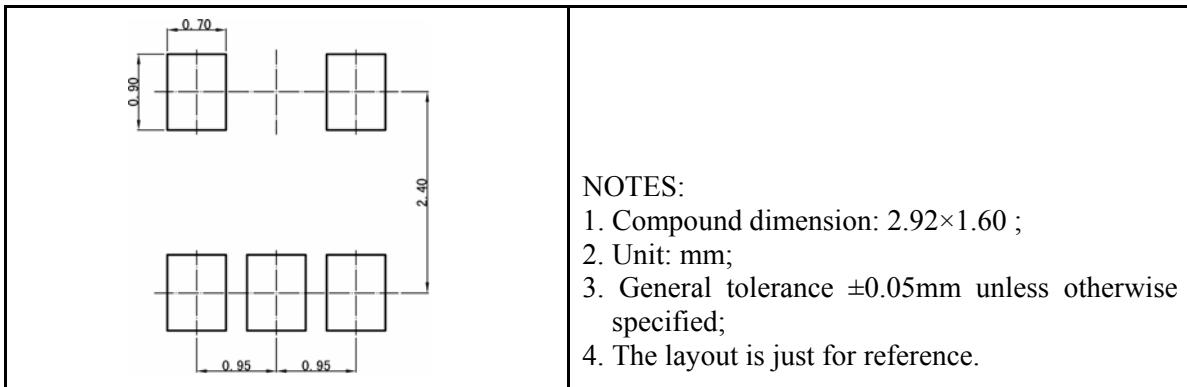 0.70
0.90
2.40
0.95 0.95
NOTES:
1. Compound dimension: 2.92×1.60 ;
2. Unit: mm;
3. General tolerance ±0.05mm unless otherwise
specified;
4. The layout is just for reference.